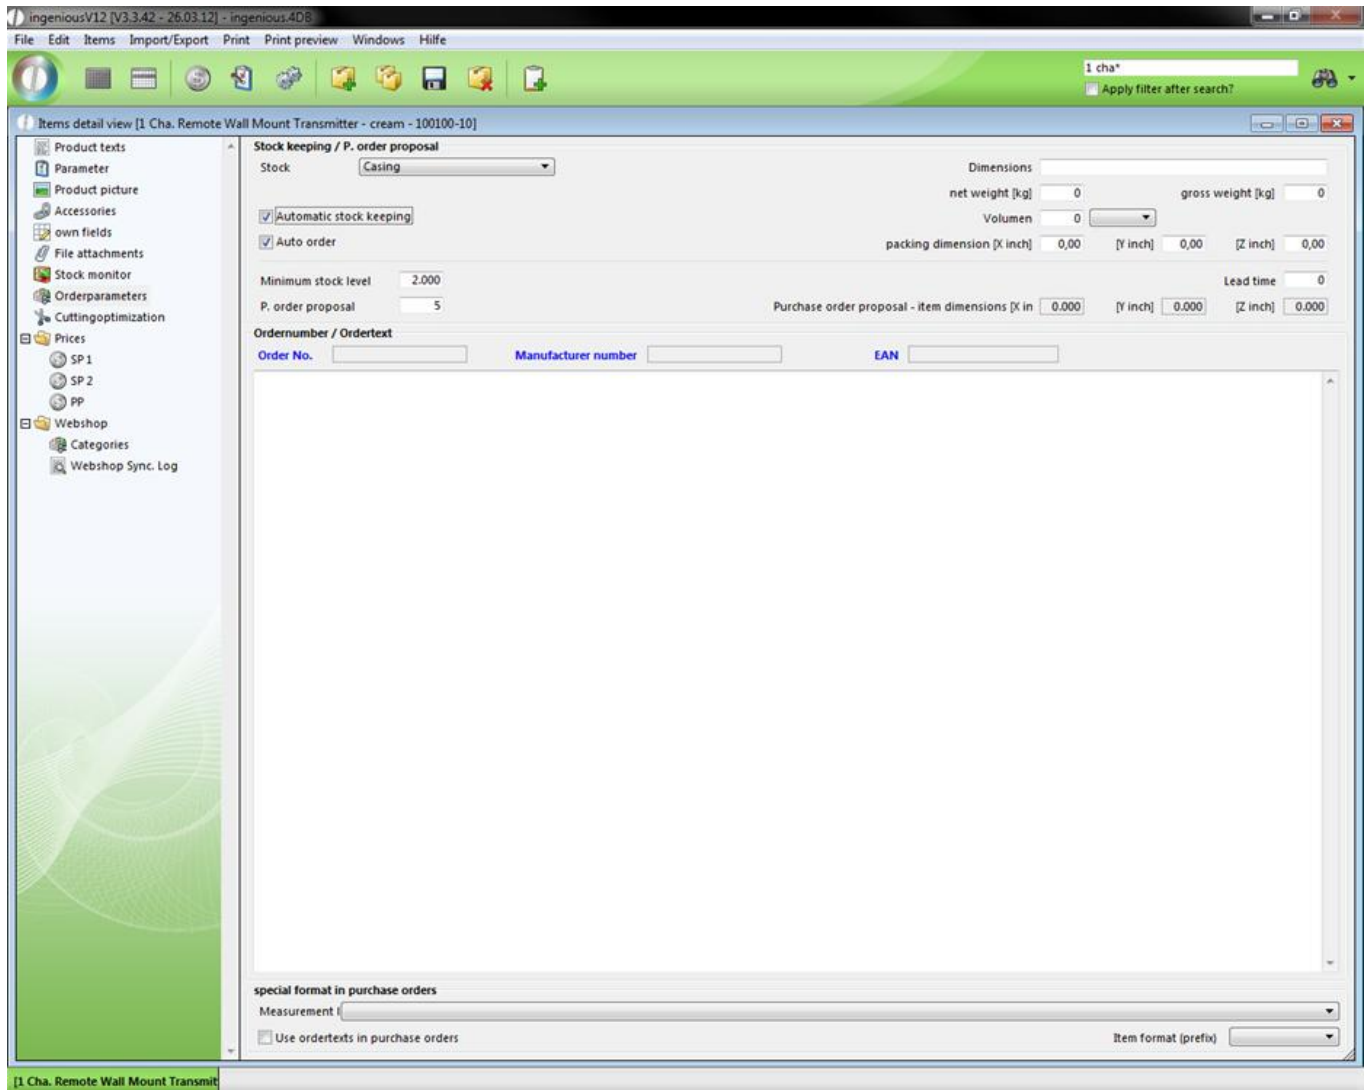 ingeniousV12 [V3.3.42 - 26.03.12] - ingenious.4DB
File Edit Items Import/Export Print Print preview Windows Hilfe
1 cha*
Apply filter after search?
Items detail view [1 Cha. Remote Wall Mount Transmitter - cream - 100100-10]
Product texts
Parameter
Product picture
Accessories
own fields
File attachments
Stock monitor
Orderparameters
Cuttingoptimization
Prices
SP 1
SP 2
PP
Webshop
Categories
Webshop Sync. Log
Stock keeping / P. order proposal
Stock Casing Dimensions
net weight [kg] 0 gross weight [kg] 0
Automatic stock keeping Volumen 0
Auto order packing dimension [X inch] 0,00 [Y inch] 0,00 [Z inch] 0,00
Minimum stock level 2.000 Lead time 0
P. order proposal 5 Purchase order proposal - item dimensions [X in 0.000 [Y inch] 0.000 [Z inch] 0.000
Ordernumber / Ordertext
Order No. Manufacturer number EAN
special format in purchase orders
Measurement I
Use ordertexts in purchase orders Item format (prefix)
[1 Cha. Remote Wall Mount Transmit